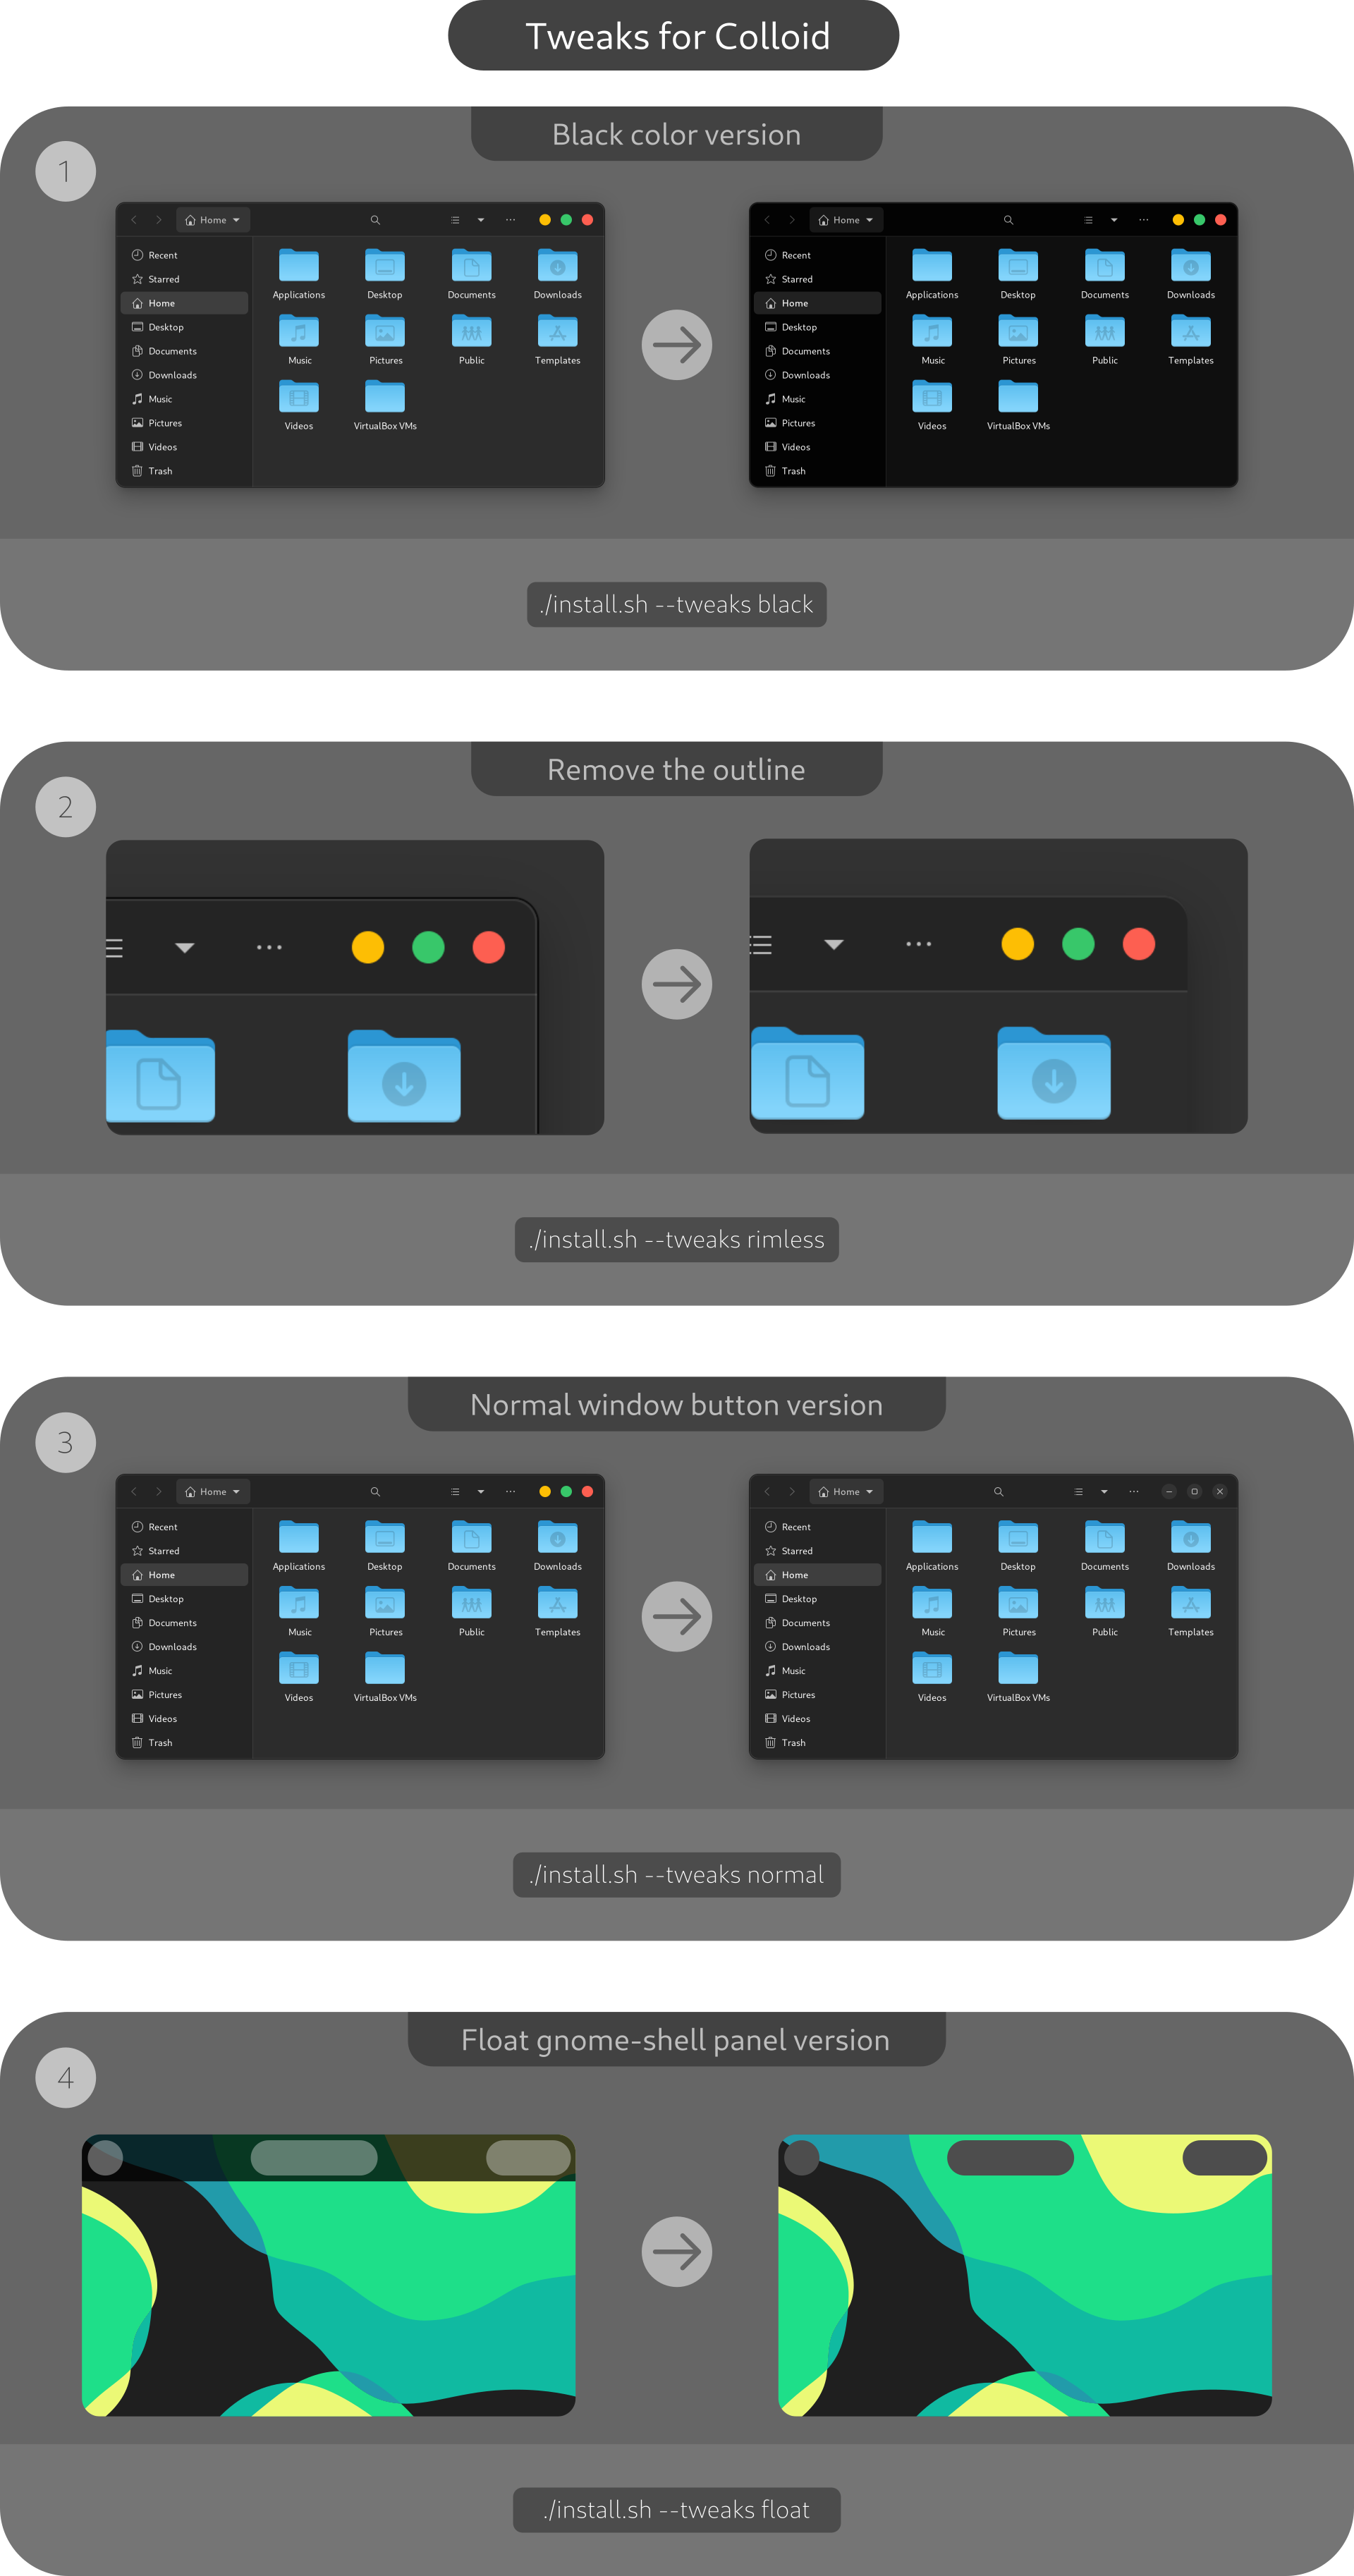 Tweaks for Colloid
Black color version
1
Home
Recent
Starred
Home
Desktop
Documents
Downloads
Music
Pictures
Videos
Trash
Applications Desktop Documents Downloads
Music Pictures Public Templates
Videos VirtualBox VMs
Home
Recent
Starred
Home
Desktop
Documents
Downloads
Music
Pictures
Videos
Trash
Applications Desktop Documents Downloads
Music Pictures Public Templates
Videos VirtualBox VMs
./install.sh --tweaks black
Remove the outline
2
./install.sh --tweaks rimless
Normal window button version
3
Home
Recent
Starred
Home
Desktop
Documents
Downloads
Music
Pictures
Videos
Trash
Applications Desktop Documents Downloads
Music Pictures Public Templates
Videos VirtualBox VMs
Home
Recent
Starred
Home
Desktop
Documents
Downloads
Music
Pictures
Videos
Trash
Applications Desktop Documents Downloads
Music Pictures Public Templates
Videos VirtualBox VMs
./install.sh --tweaks normal
Float gnome-shell panel version
4
./install.sh --tweaks float